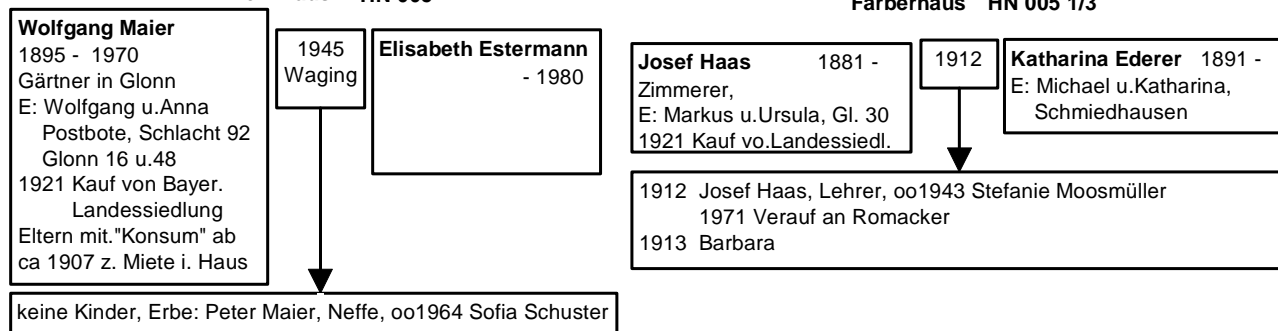 HN 005
Wolfgang Maier
1895 - 1970
Gärtner in Glonn
E: Wolfgang u.Anna
Postbote, Schlacht 92
Glonn 16 u.48
1921 Kauf von Bayer.
Landessiedlung
Eltern mit."Konsum" ab
ca 1907 z. Miete i. Haus
1945
Waging
Elisabeth Estermann
- 1980
keine Kinder, Erbe: Peter Maier, Neffe, oo1964 Sofia Schuster
Färberhaus HN 005 1/3
Josef Haas 1881 -
Zimmerer,
E: Markus u.Ursula, Gl. 30
1921 Kauf vo.Landessiedl.
1912
Katharina Ederer 1891 -
E: Michael u.Katharina,
Schmiedhausen
1912 Josef Haas, Lehrer, oo1943 Stefanie Moosmüller
1971 Verauf an Romacker
1913 Barbara